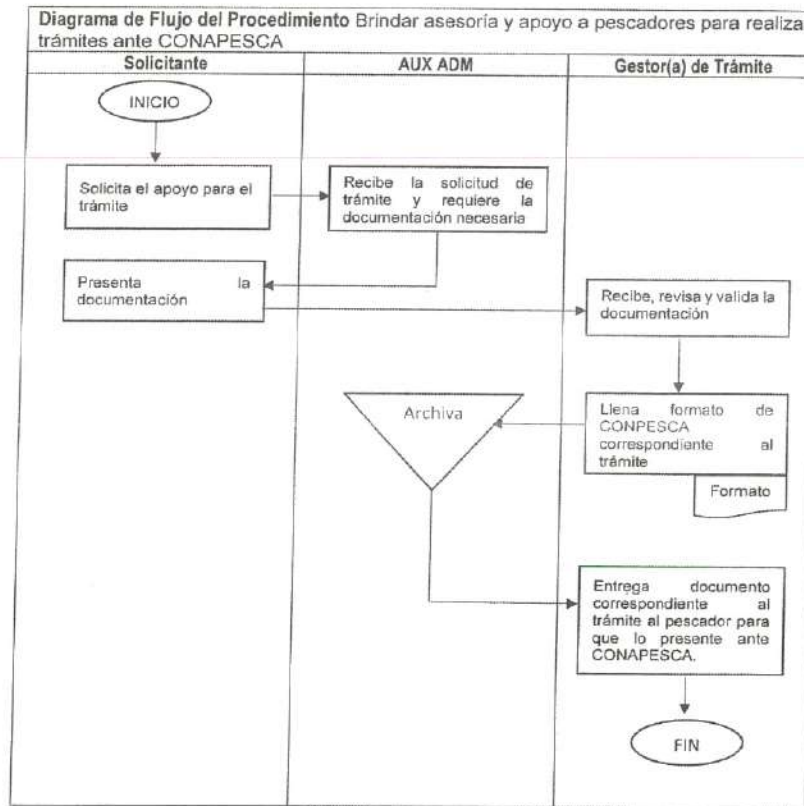 Diagrama de Flujo del Procedimiento Brindar asesoría y apoyo a pescadores para realiza
trámites ante CONAPESCA
Solicitante
AUX ADM
Gestor(a) de Trámite
INICIO
Solicita el apoyo para el
trámite
Recibe la solicitud de
trámite y requiere la
documentación necesaria
Presenta la
documentación
Recibe, revisa y valida la
documentación
Archiva
Llena formato de
CONPESCA
correspondiente al
trámite
Formato
Entrega documento
correspondiente al
trámite al pescador para
que lo presente ante
CONAPESCA.
FIN